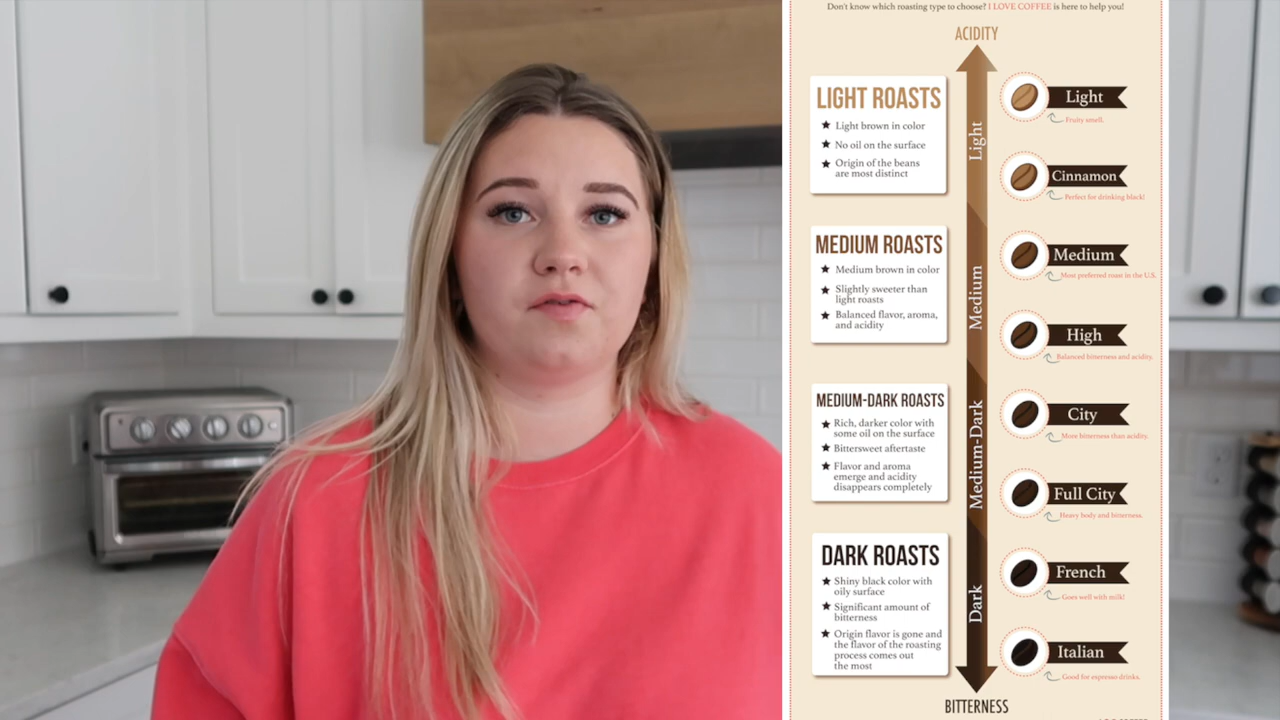 Don't know which roasting type to choose? I LOVE COFFEE is here to help you!
ACIDITY
LIGHT ROASTS
★ Light brown in color
★ No oil on the surface
★ Origin of the beans
are most distinct
Light
Light
Fruity smell.
Cinnamon
Perfect for drinking black!
MEDIUM ROASTS
★ Medium brown in color
★ Slightly sweeter than
light roasts
★ Balanced flavor, aroma,
and acidity
Medium
Medium
Most preferred roast in the U.S.
High
Balanced bitterness and acidity.
MEDIUM-DARK ROASTS
★ Rich, darker color with
some oil on the surface
★ Bittersweet aftertaste
★ Flavor and aroma
emerge and acidity
disappears completely
Medium-Dark
City
More bitterness than acidity.
Full City
Heavy body and bitterness.
DARK ROASTS
★ Shiny black color with
oily surface
★ Significant amount of
bitterness
★ Origin flavor is gone and
the flavor of the roasting
process comes out
the most
Dark
French
Goes well with milk!
Italian
Good for espresso drinks.
BITTERNESS